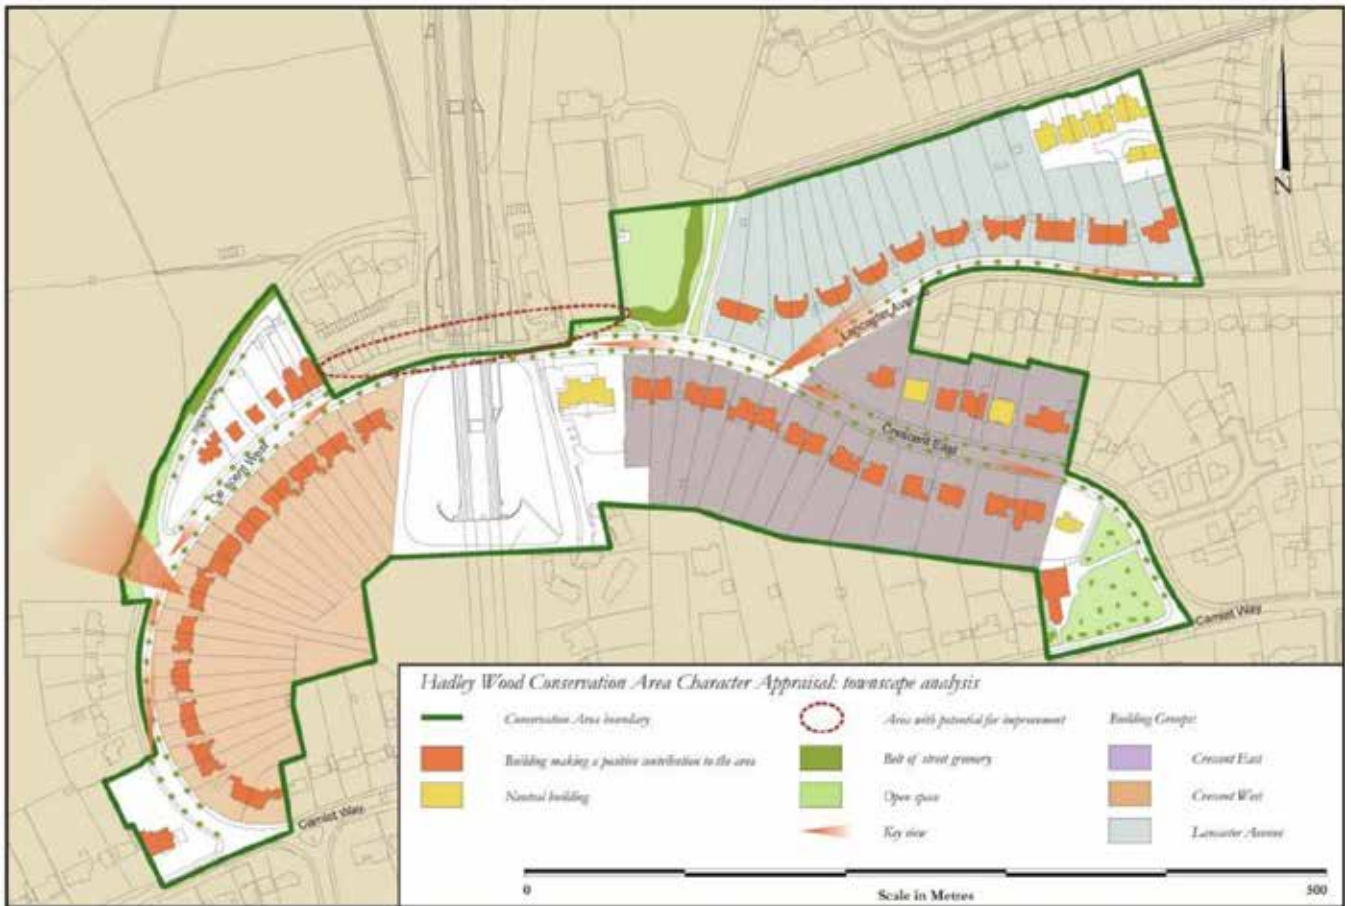 Lancaster Avenue
Crescent West
Crescent East
Camlet Way
Camlet Way
N
Hadley Wood Conservation Area Character Appraisal: townscape analysis
Conservation Area boundary
Area with potential for improvement
Building Groups:
Building making a positive contribution to the area
Belt of street greenery
Crescent East
Neutral building
Open space
Crescent West
Key view
Lancaster Avenue
0
500
Scale in Metres